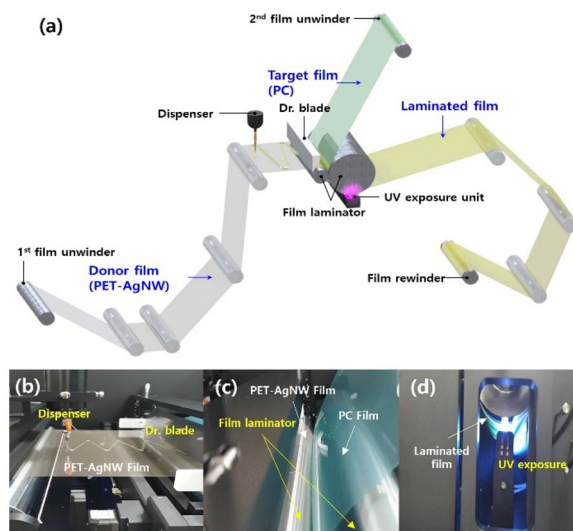 (a)
2nd film unwinder
Target film
(PC)
Dr. blade
Dispenser
Laminated film
Film laminator
UV exposure unit
1st film unwinder
Donor film
(PET-AgNW)
Film rewinder
(b)
Dispenser
Dr. blade
PET-AgNW Film
(c)
PET-AgNW Film
Film laminator
PC Film
(d)
Laminated
film
UV exposure